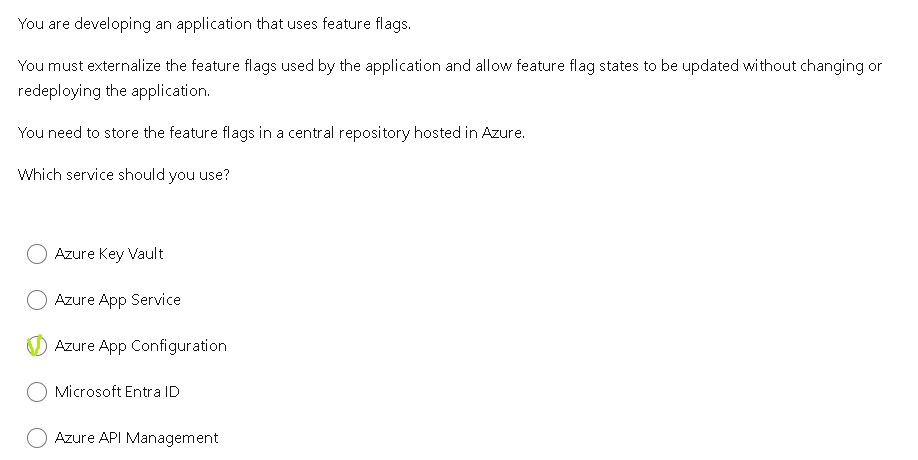 You are developing an application that uses feature flags.
You must externalize the feature flags used by the application and allow feature flag states to be updated without changing or
redeploying the application.
You need to store the feature flags in a central repository hosted in Azure.
Which service should you use?
Azure Key Vault
Azure App Service
Azure App Configuration
Microsoft Entra ID
Azure API Management